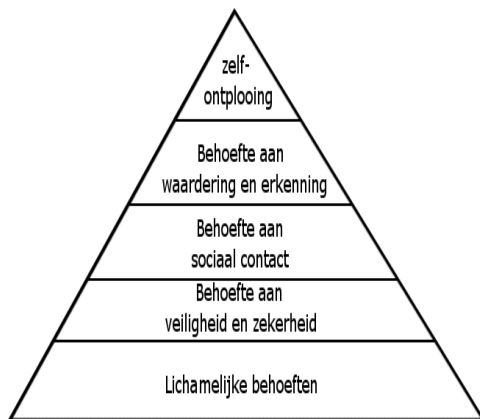 zelf-
ontplooing
Behoefte aan
waardering en erkenning
Behoefte aan
sociaal contact
Behoefte aan
veiligheid en zekerheid
Lichamelijke behoeften